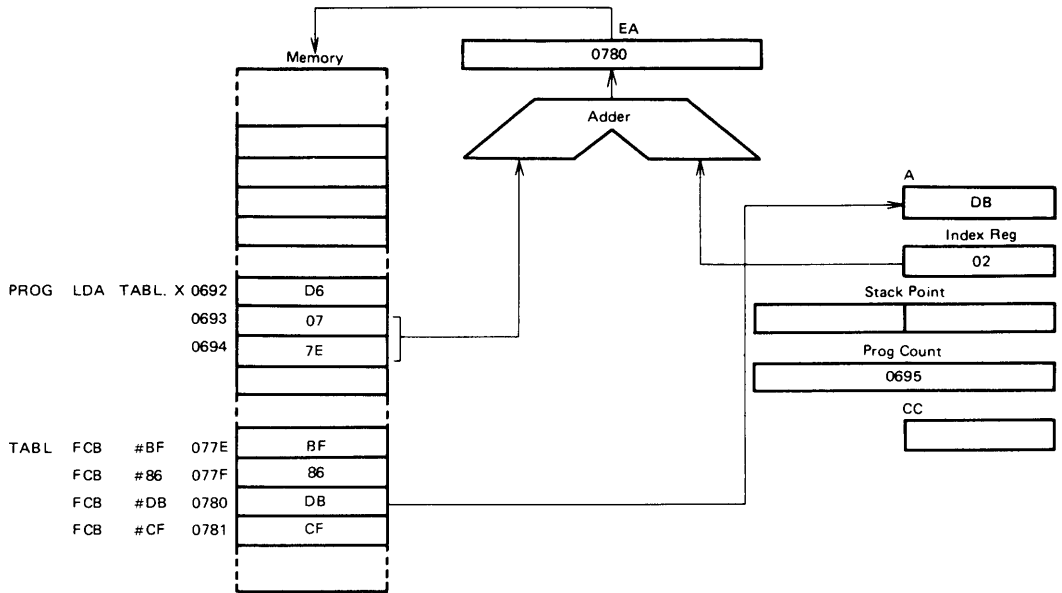 EA
0780
Memory
Adder
A
DB
Index Reg
02
PROG LDA TABL. X 0692 D6
Stack Point
0693 07
0694 7E
Prog Count
0695
CC
TABL FCB #BF 077E BF
FCB #86 077F 86
FCB #DB 0780 DB
FCB #CF 0781 CF